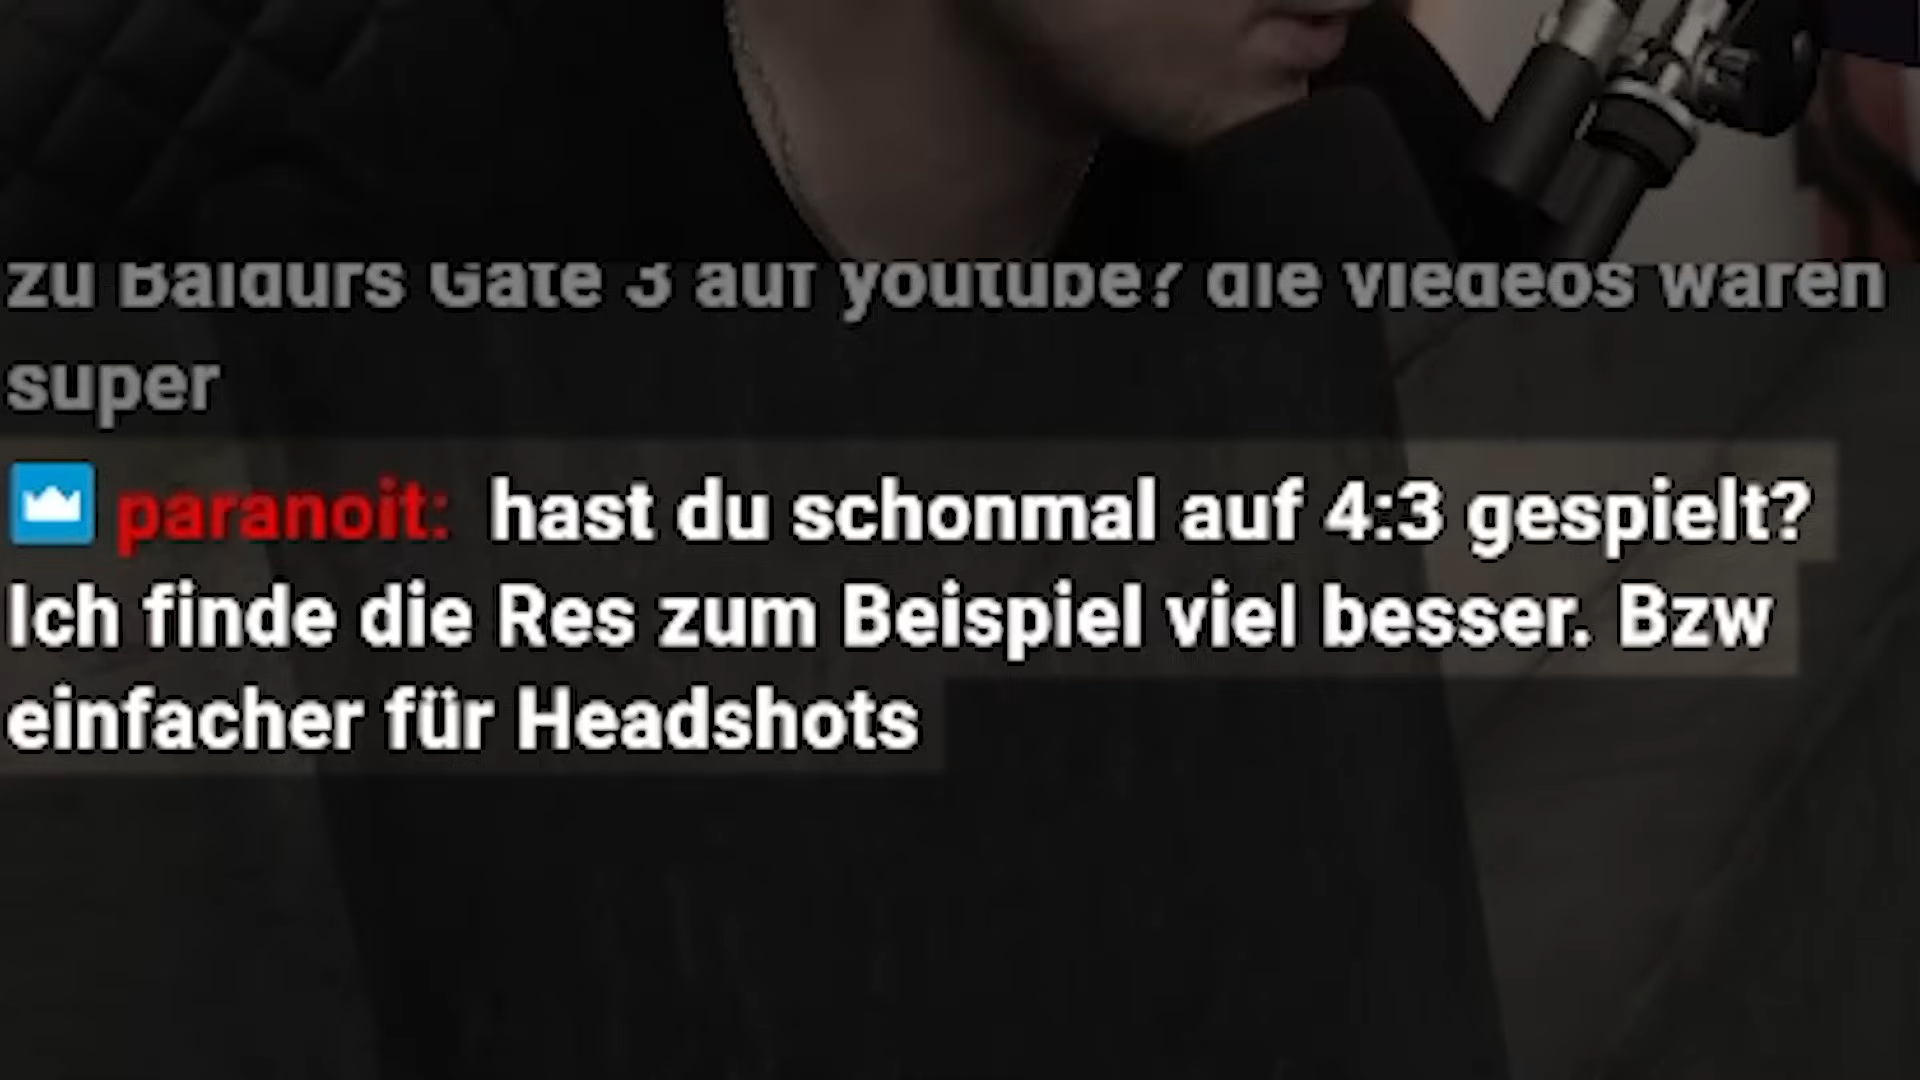 zu Baldurs Gate 3 auf youtube? die viedeos waren
super
paranoit: hast du schonmal auf 4:3 gespielt?
Ich finde die Res zum Beispiel viel besser. Bzw
einfacher für Headshots